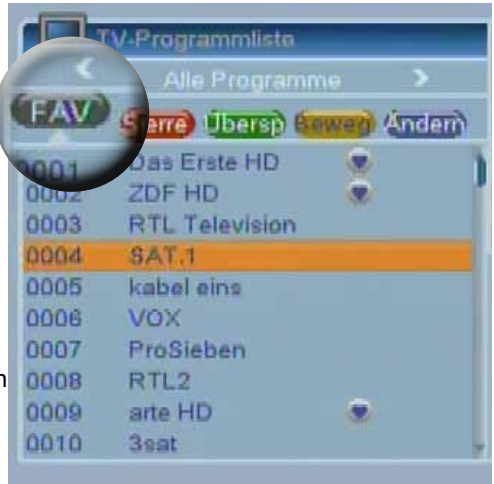 TV-Programmliste
Alle Programme
FAV Sperre Übersp Beweg Ändern
0001 Das Erste HD
0002 ZDF HD
0003 RTL Television
0004 SAT.1
0005 kabel eins
0006 VOX
0007 ProSieben
n
0008 RTL2
0009 arte HD
0010 3sat